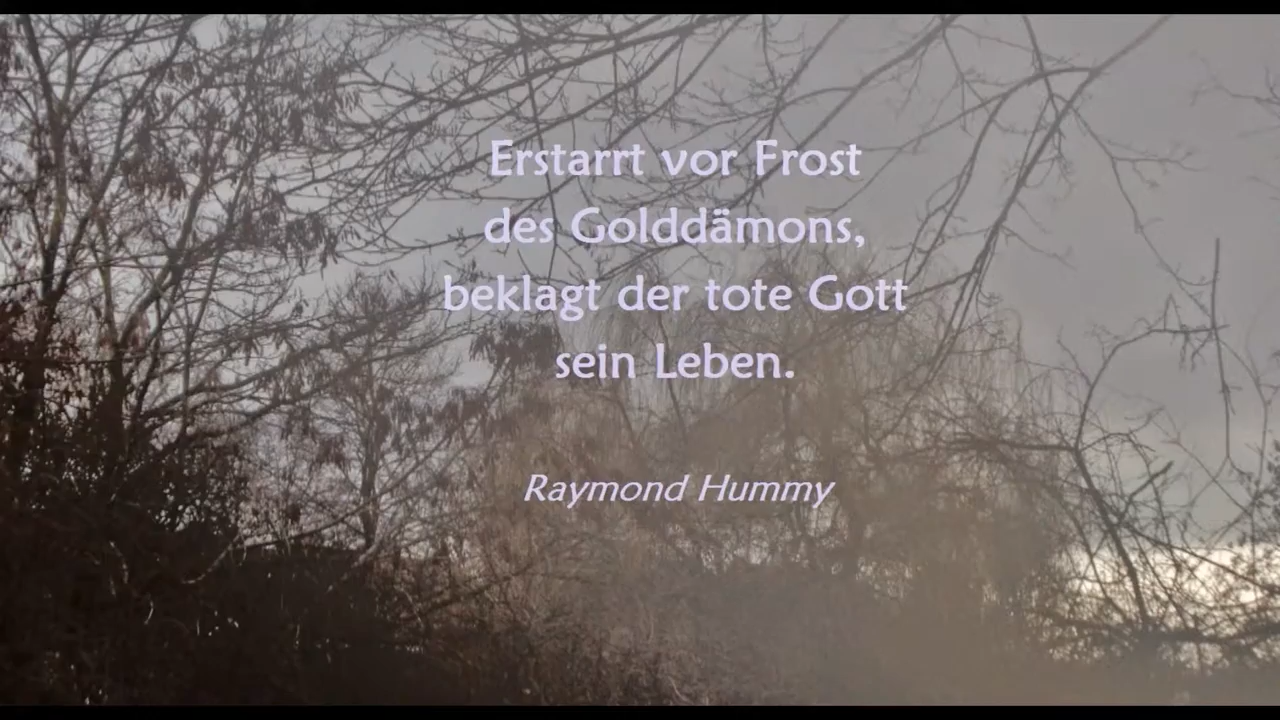 Erstarrt vor Frost
des Golddämons,
beklagt der tote Gott
sein Leben.
Raymond Hummy